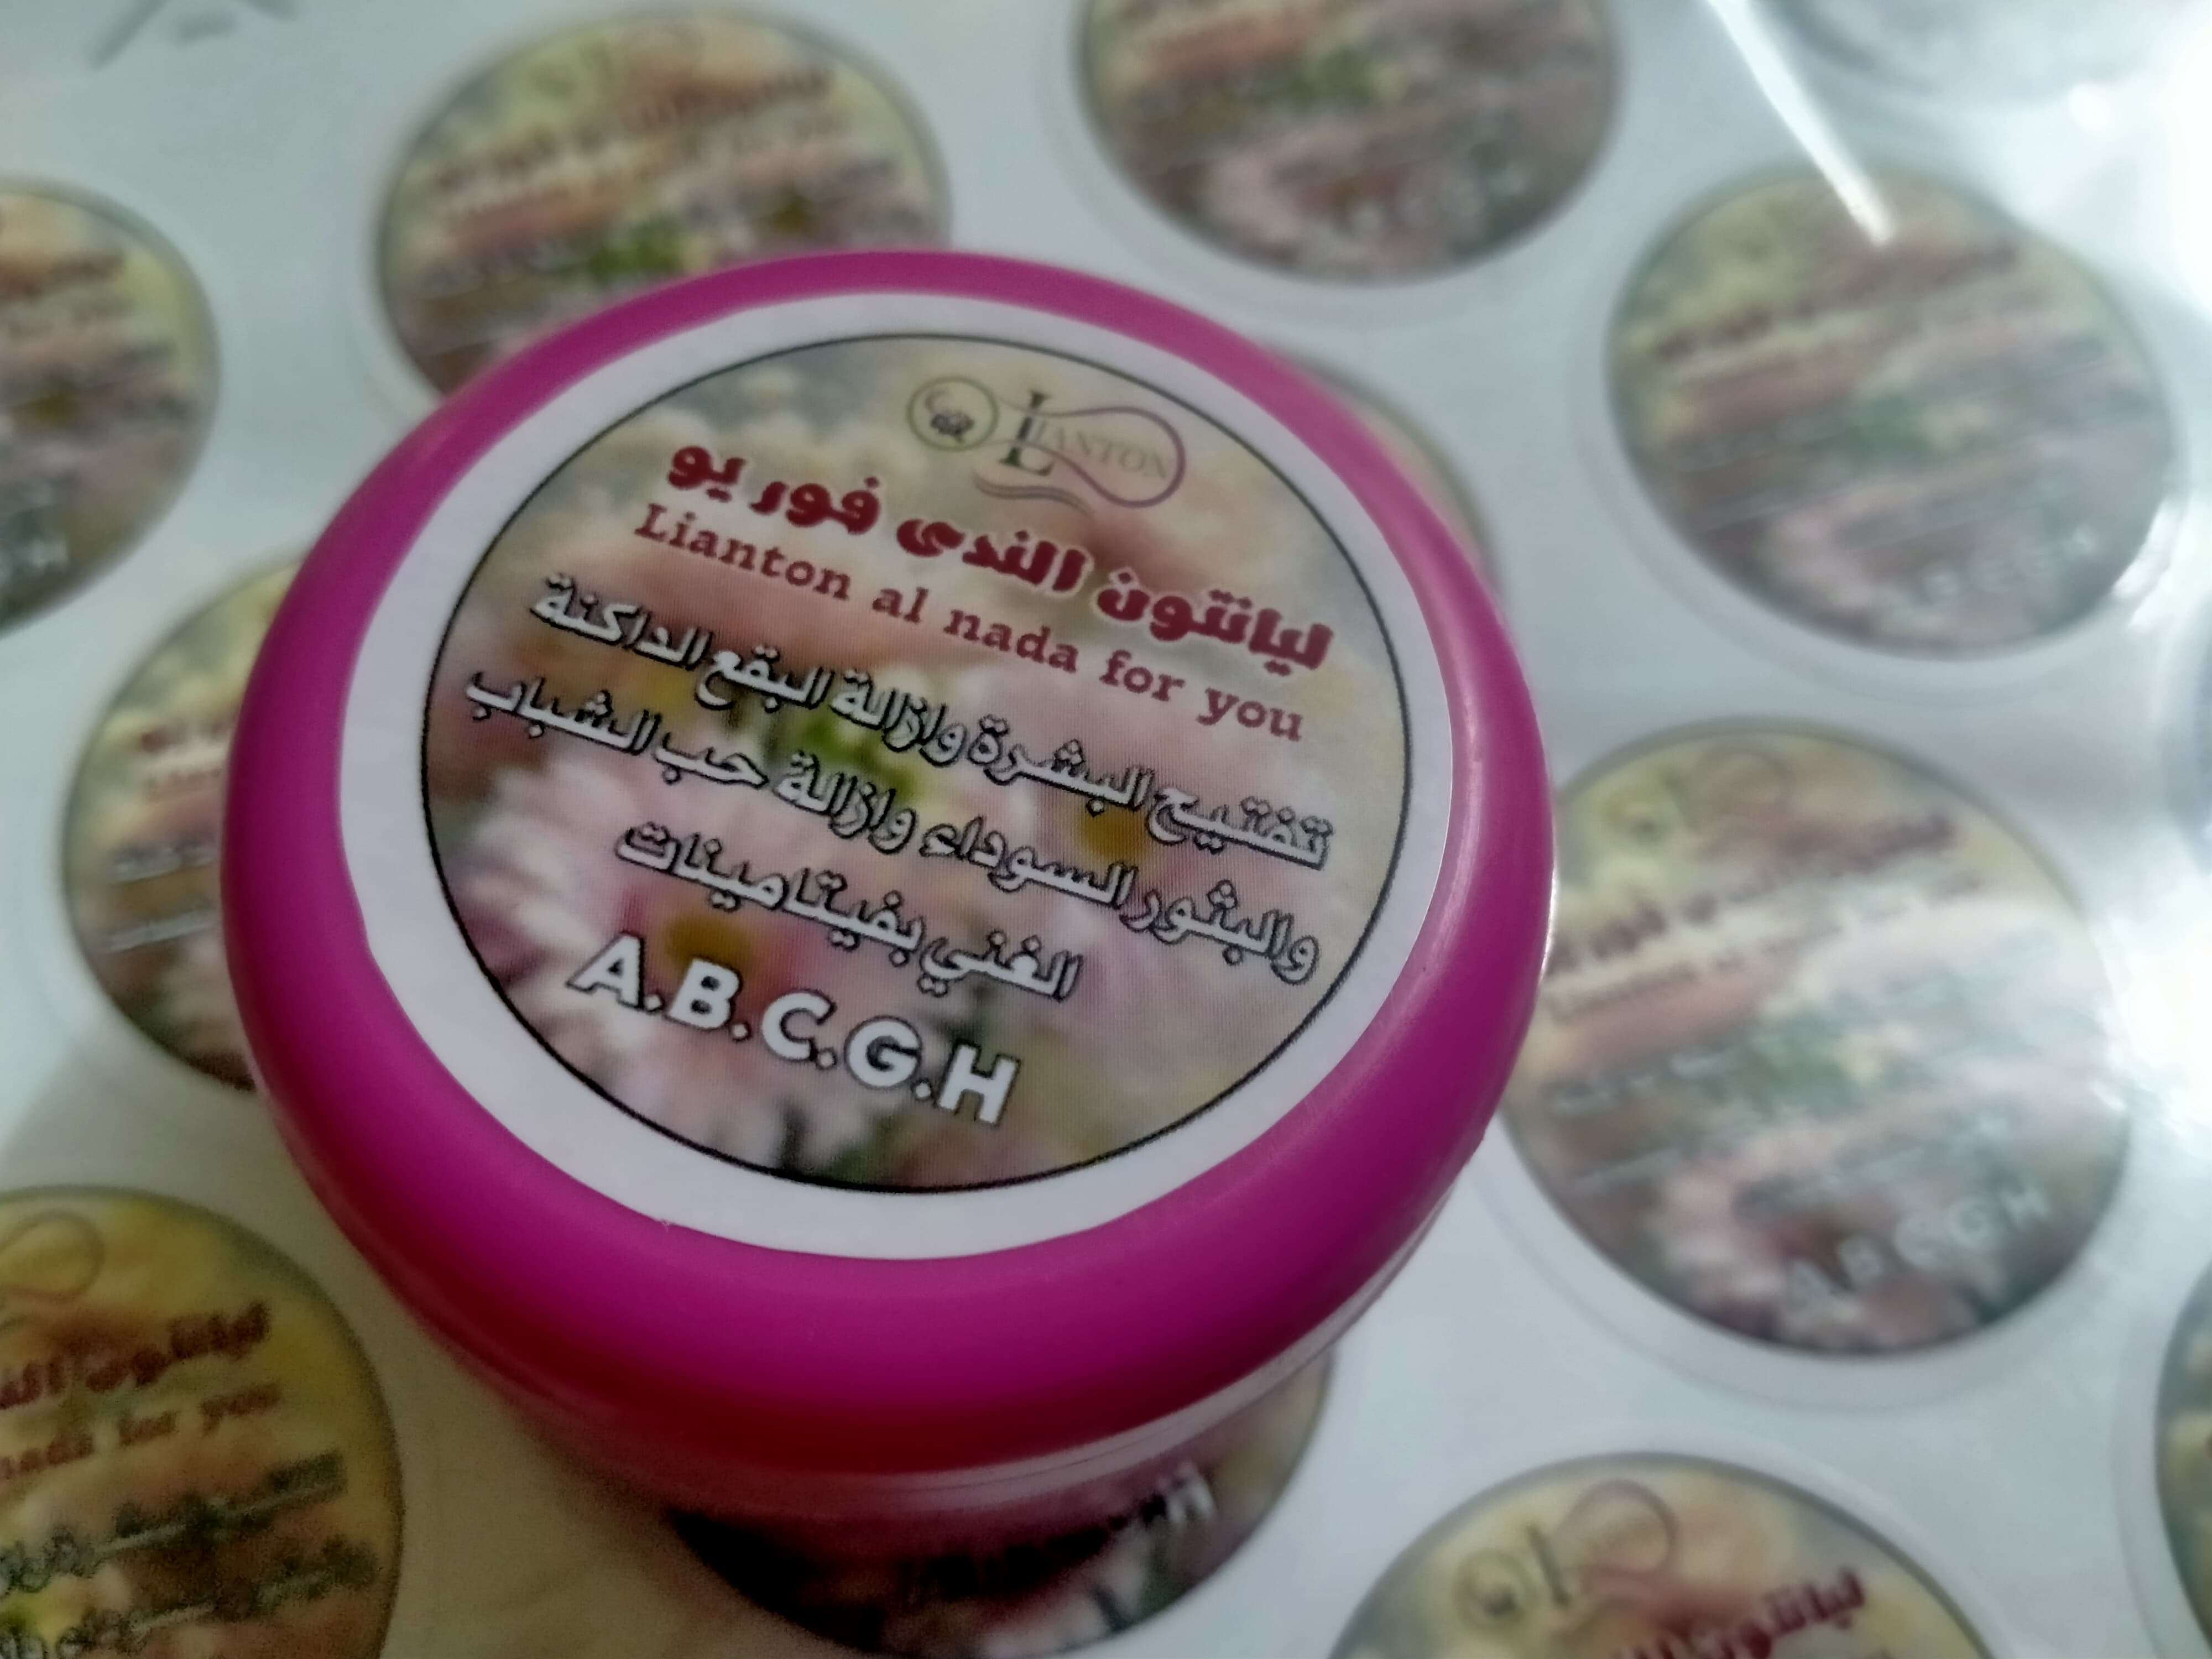 LIANTON
ليانتون الندى فور يو
Lianton al nada for you
تفتيح البشرة وازالة البقع الداكنة
والبثور السوداء وازالة حب الشباب
الغني بفيتامينات
A.B.C.G.H